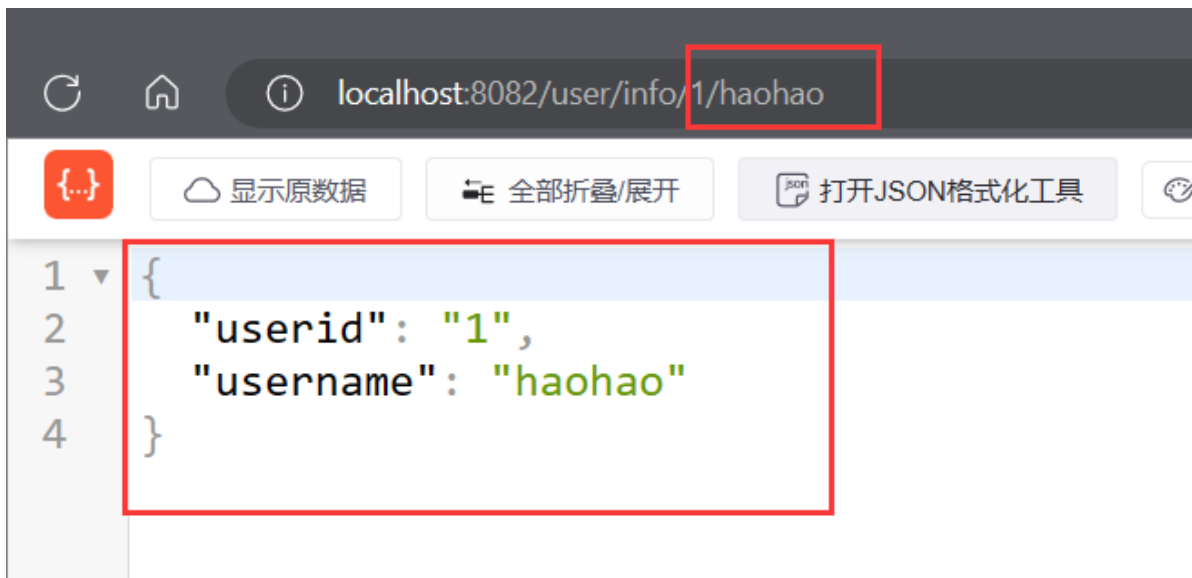 localhost:8082/user/info/1/haohao
{...} 显示原数据 全部折叠/展开 json 打开JSON格式化工具
1 {
2 "userid": "1",
3 "username": "haohao"
4 }